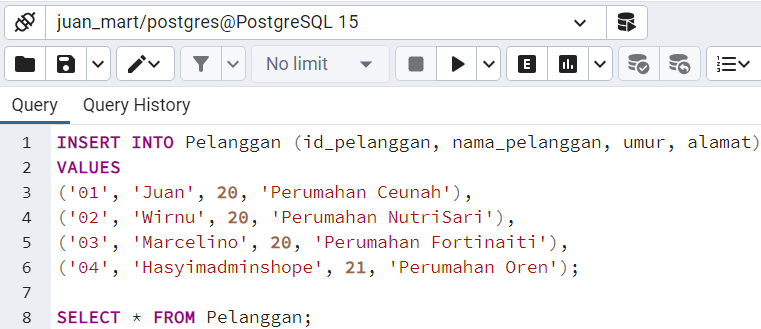 juan_mart/postgres@PostgreSQL 15
No limit
E
Query Query History
1 INSERT INTO Pelanggan (id_pelanggan, nama_pelanggan, umur, alamat)
2 VALUES
3 ('01', 'Juan', 20, 'Perumahan Ceunah'),
4 ('02', 'Wirnu', 20, 'Perumahan NutriSari'),
5 ('03', 'Marcelino', 20, 'Perumahan Fortinaiti'),
6 ('04', 'Hasyimadminshope', 21, 'Perumahan Oren');
7
8 SELECT * FROM Pelanggan;